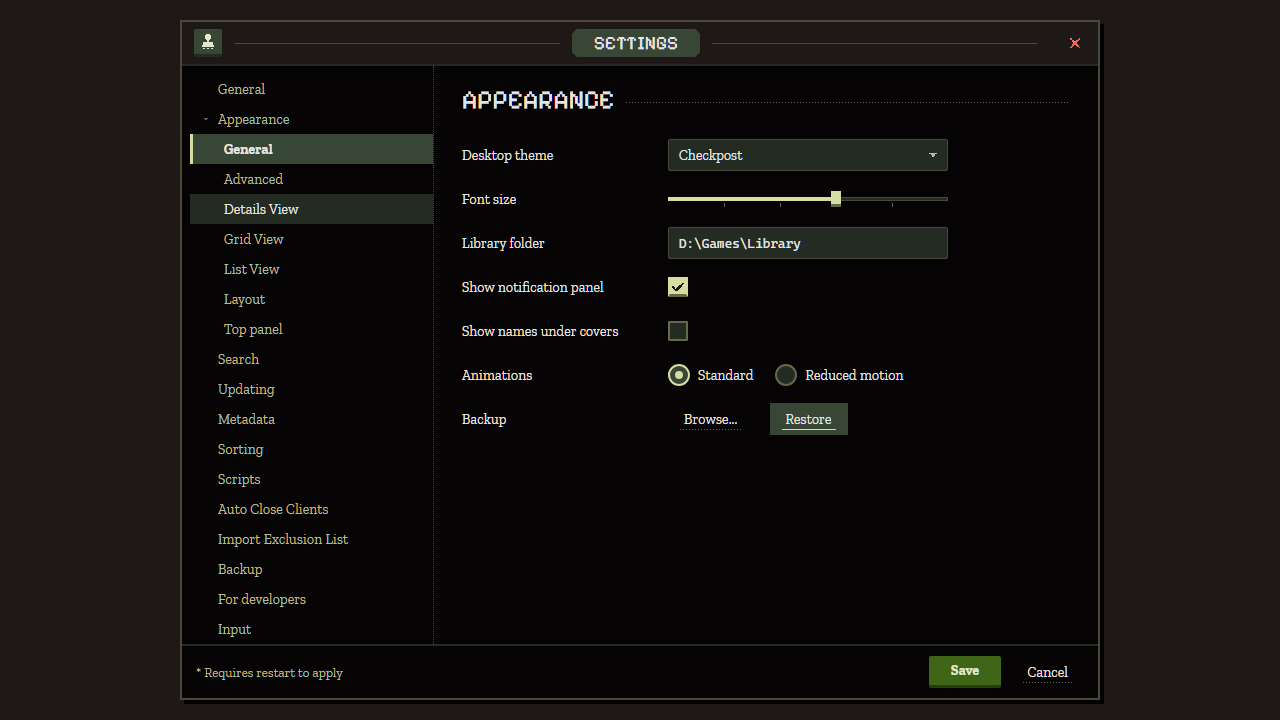 SETTINGS
General
Appearance
General
Advanced
Details View
Grid View
List View
Layout
Top panel
Search
Updating
Metadata
Sorting
Scripts
Auto Close Clients
Import Exclusion List
Backup
For developers
Input
APPEARANCE
Desktop theme
Checkpost
Font size
Library folder
D:\Games\Library
Show notification panel
Show names under covers
Animations
Standard
Reduced motion
Backup
Browse...
Restore
* Requires restart to apply
Save
Cancel